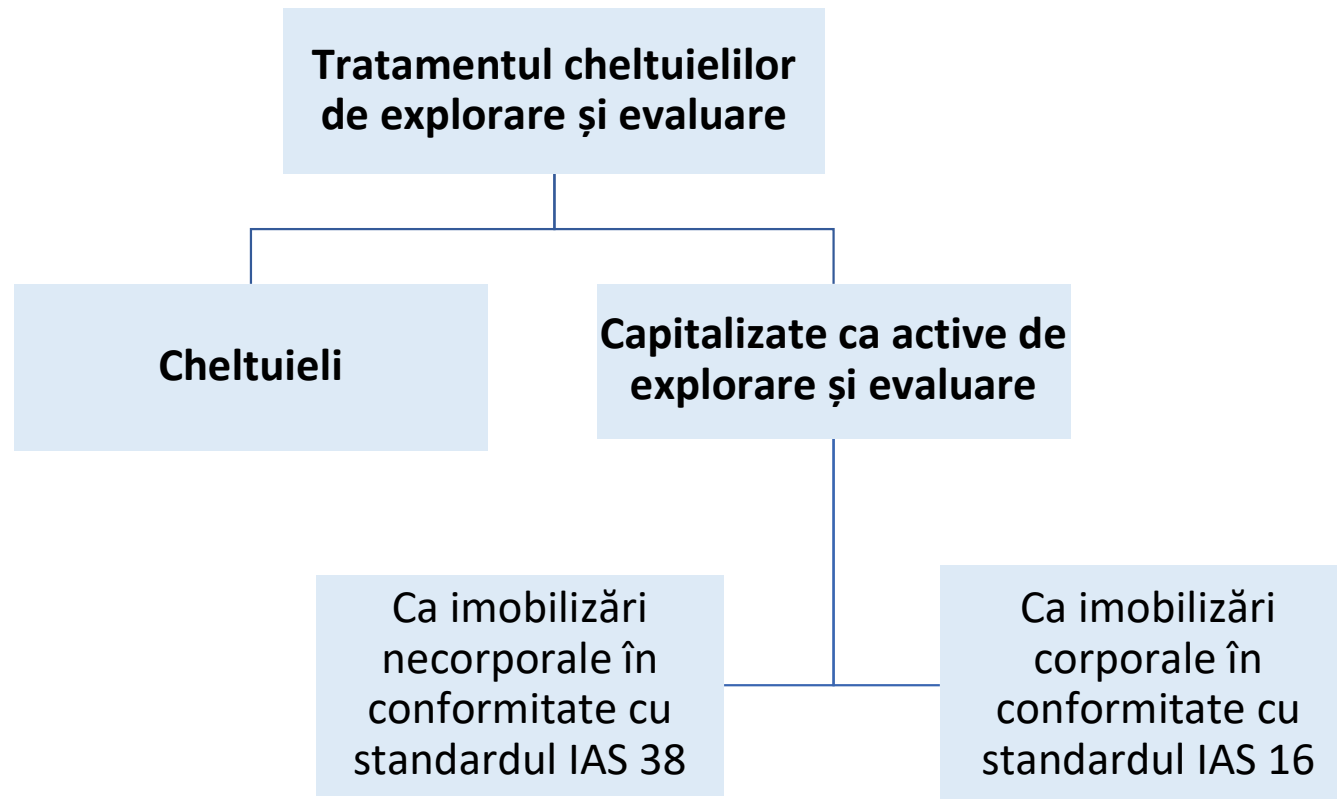 Tratamentul cheltuielilor
de explorare și evaluare
Cheltuieli
Capitalizate ca active de
explorare și evaluare
Ca imobilizări
necorporale în
conformitate cu
standardul IAS 38
Ca imobilizări
corporale în
conformitate cu
standardul IAS 16